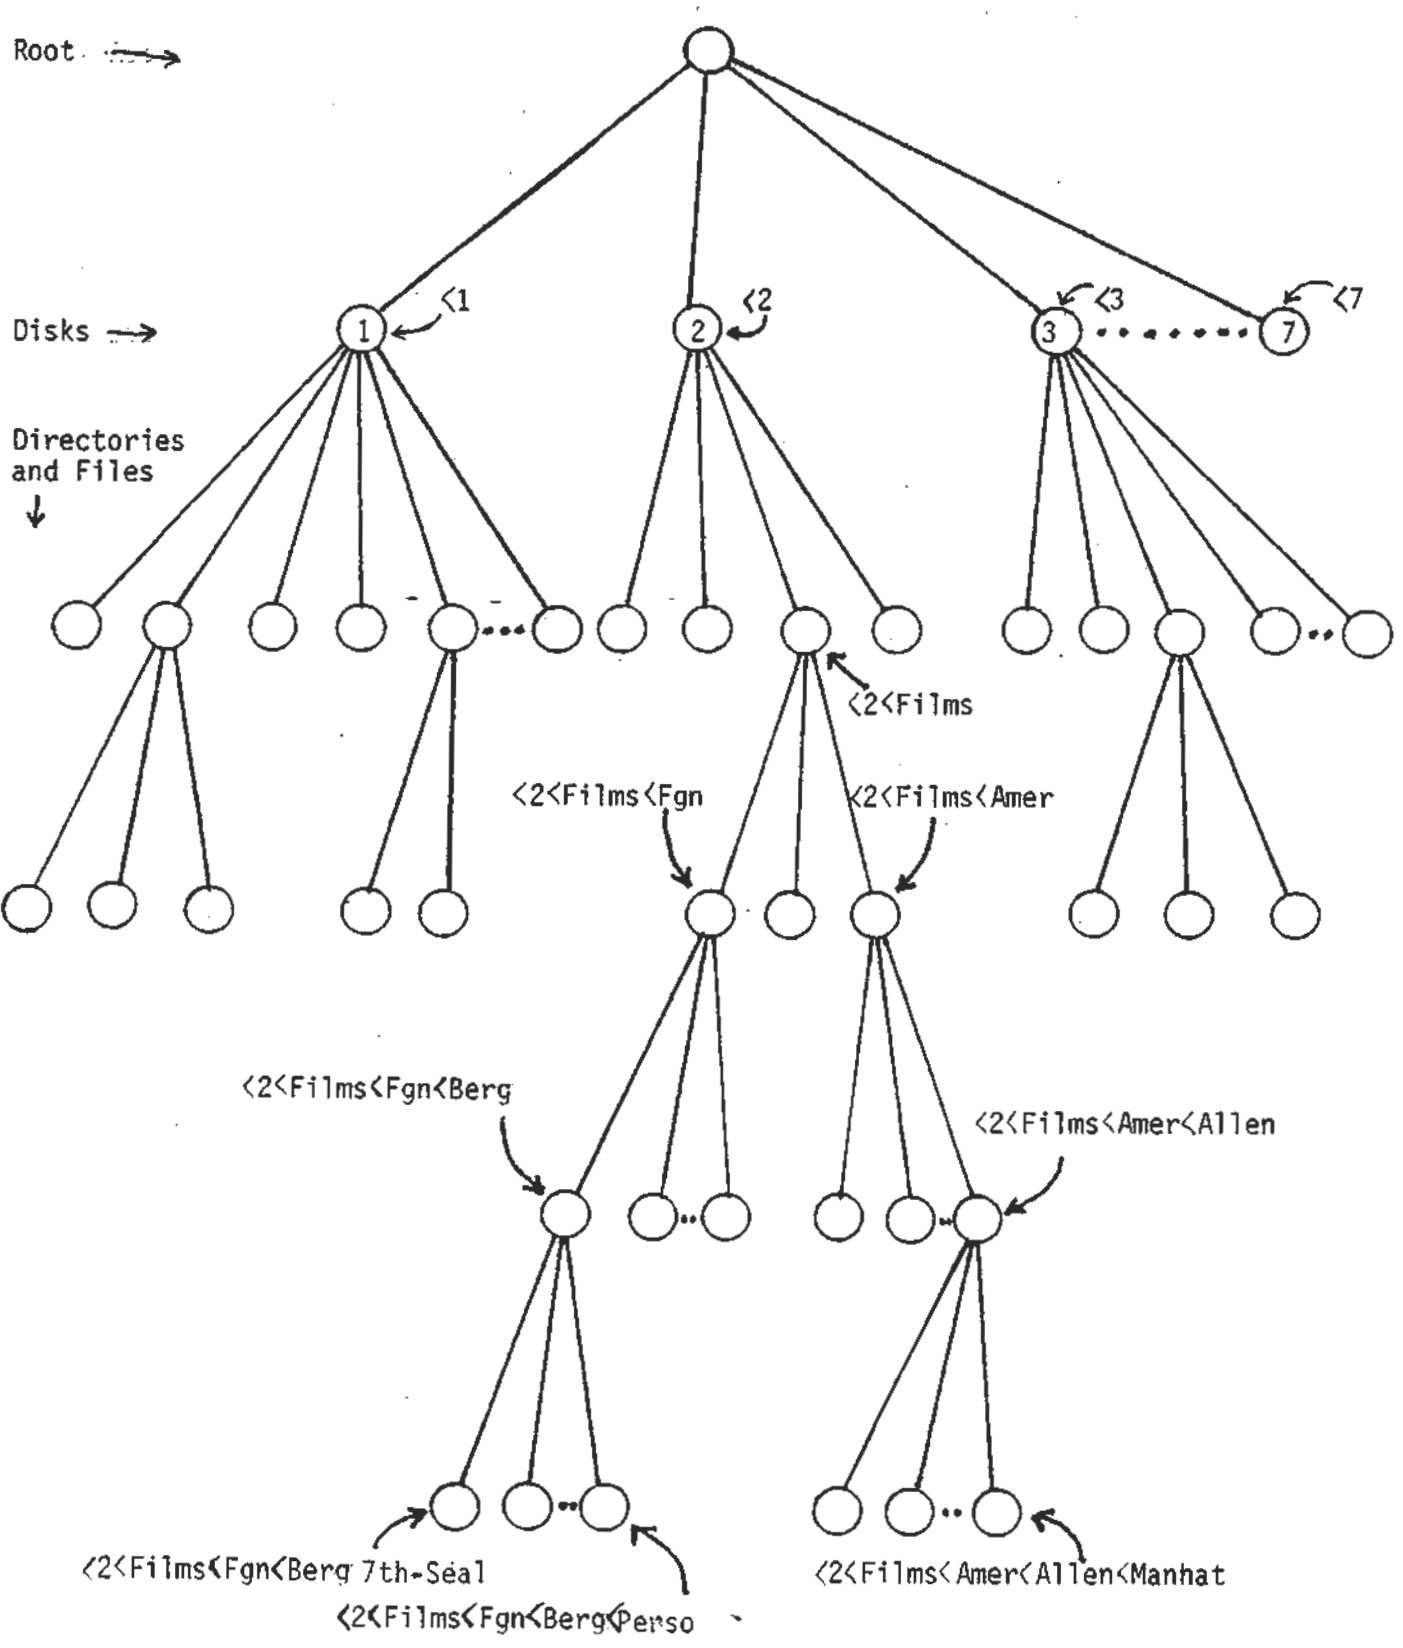 Root
<1
<2
<3
<7
Disks
1
2
3
7
Directories
and Files
<2<Films
<2<Films<Fgn
<2<Films<Amer
<2<Films<Fgn<Berg
<2<Films<Amer<Allen
<2<Films<Fgn<Berg 7th-Seal
<2<Films<Amer<Allen<Manhat
<2<Films<Fgn<Berg<Perso